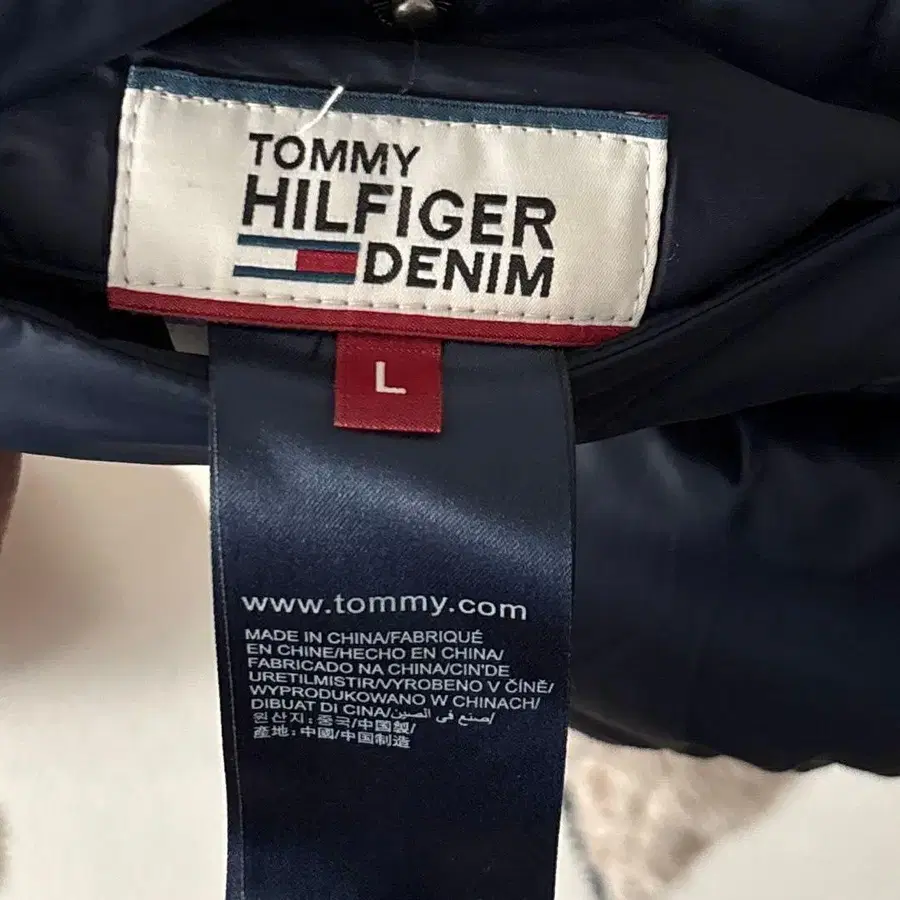 TOMMY
HILFIGER
DENIM
L
www.tommy.com
MADE IN CHINA/FABRIQUÉ
EN CHINE/HECHO EN CHINA/
FABRICADO NA CHINA/CIN'DE
URETILMISTIR/VYROBENO V ČÍNĚ/
WYPRODUKOWANO W CHINACH/
DIBUAT DI CINA/صنع في الصين/
원산지: 중국/中国製/
産地: 中國/中国制造